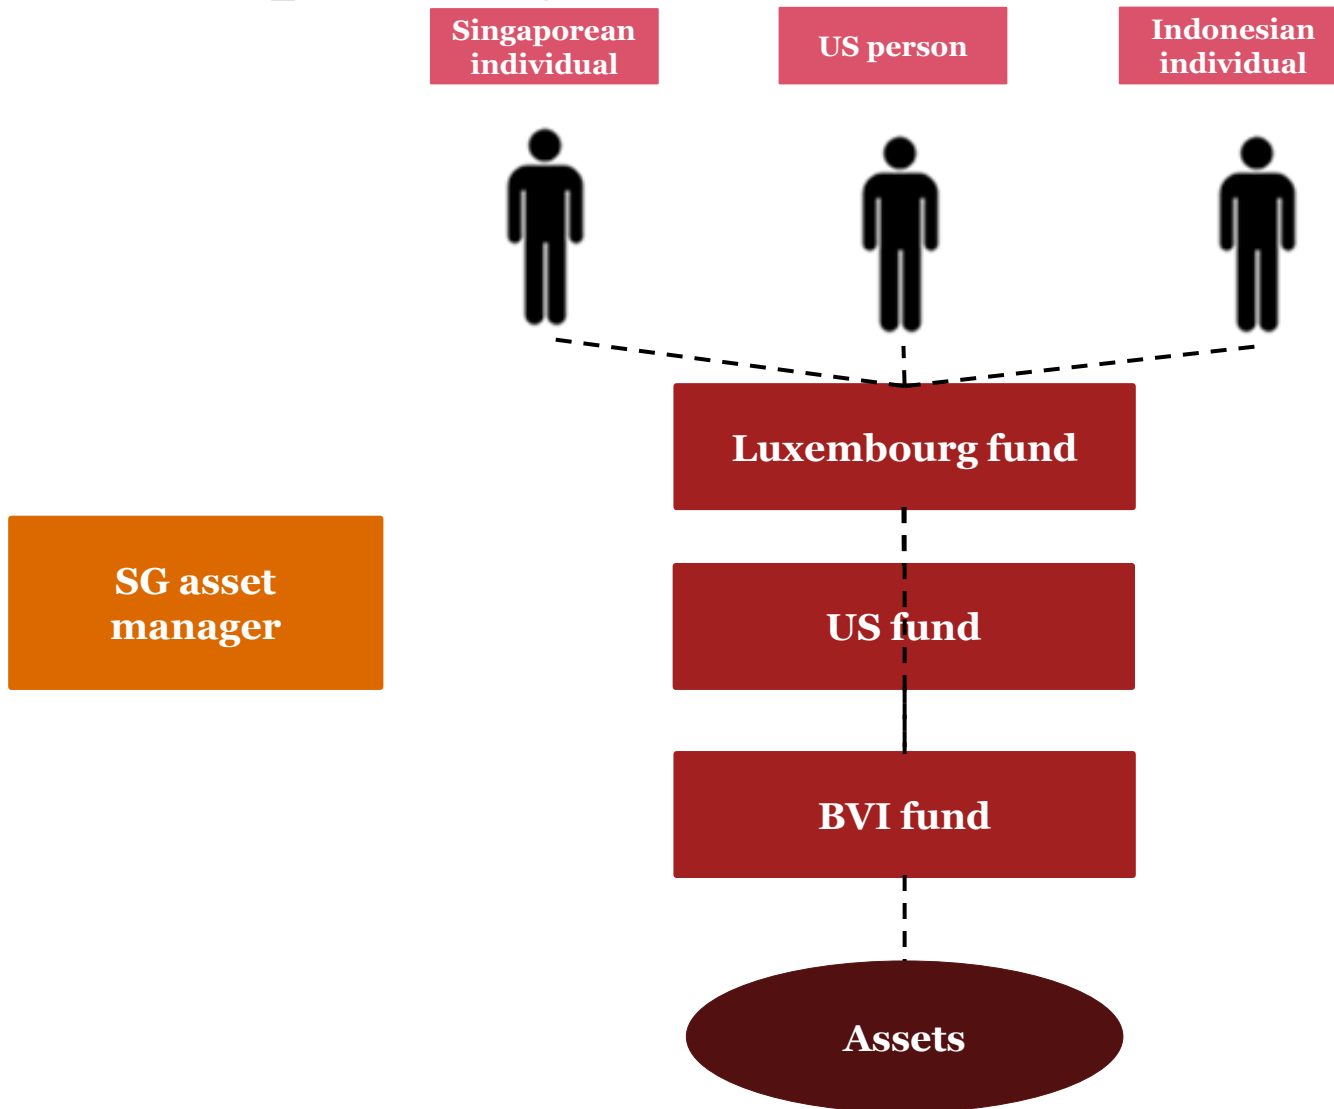 Singaporean
individual
US person
Indonesian
individual
Luxembourg fund
SG asset
manager
US fund
BVI fund
Assets